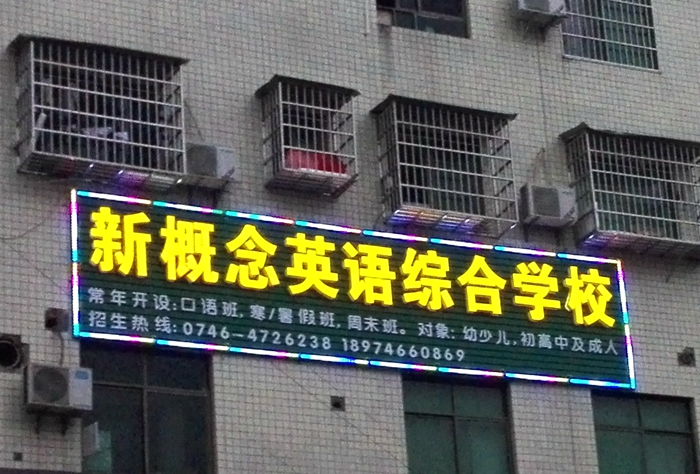 新概念英语综合学校
常年开设:口语班,寒/暑假班,周末班。对象:幼少儿,初高中及成人
招生热线:0746-4726238 18974660869